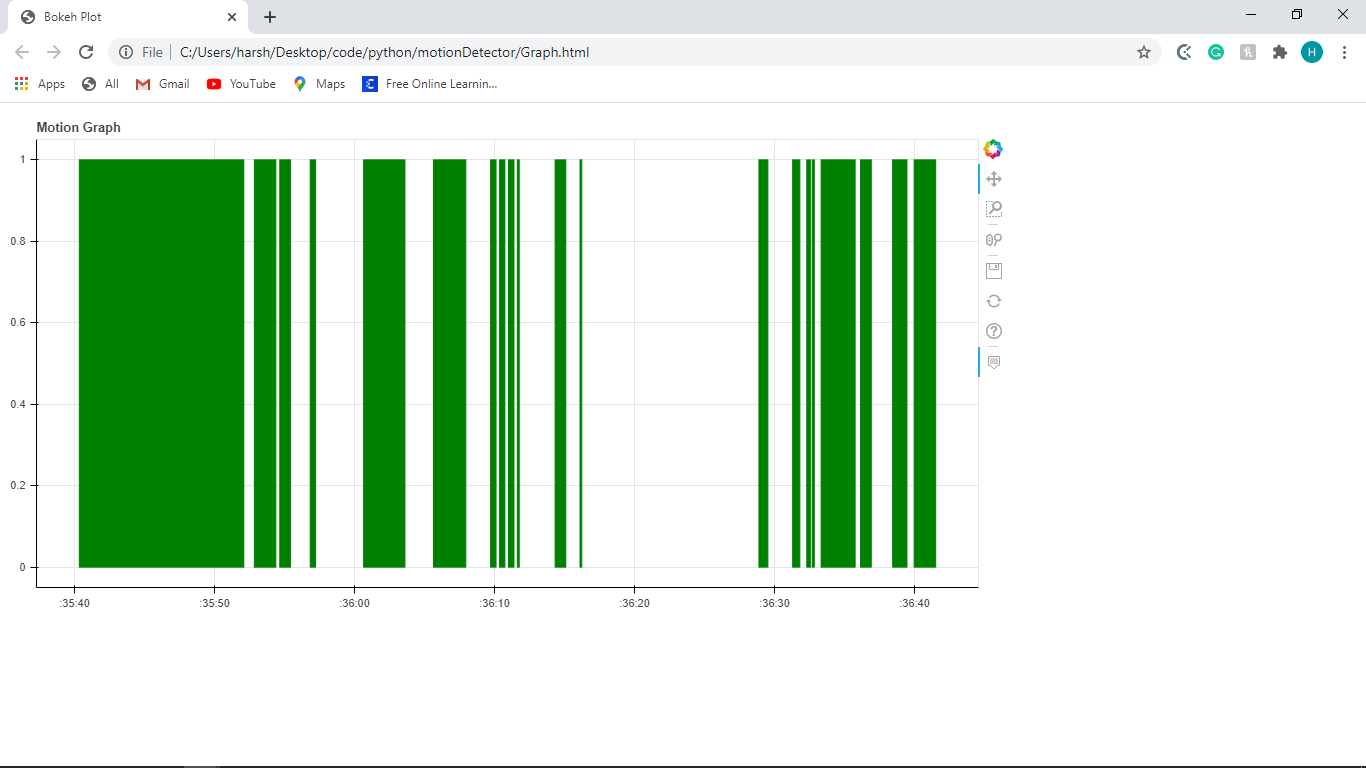 Bokeh Plot
File C:/Users/harsh/Desktop/code/python/motionDetector/Graph.html
H
Apps All Gmail YouTube Maps Free Online Learnin...
Motion Graph
1
0.8
0.6
0.4
0.2
0
:35:40 :35:50 :36:00 :36:10 :36:20 :36:30 :36:40